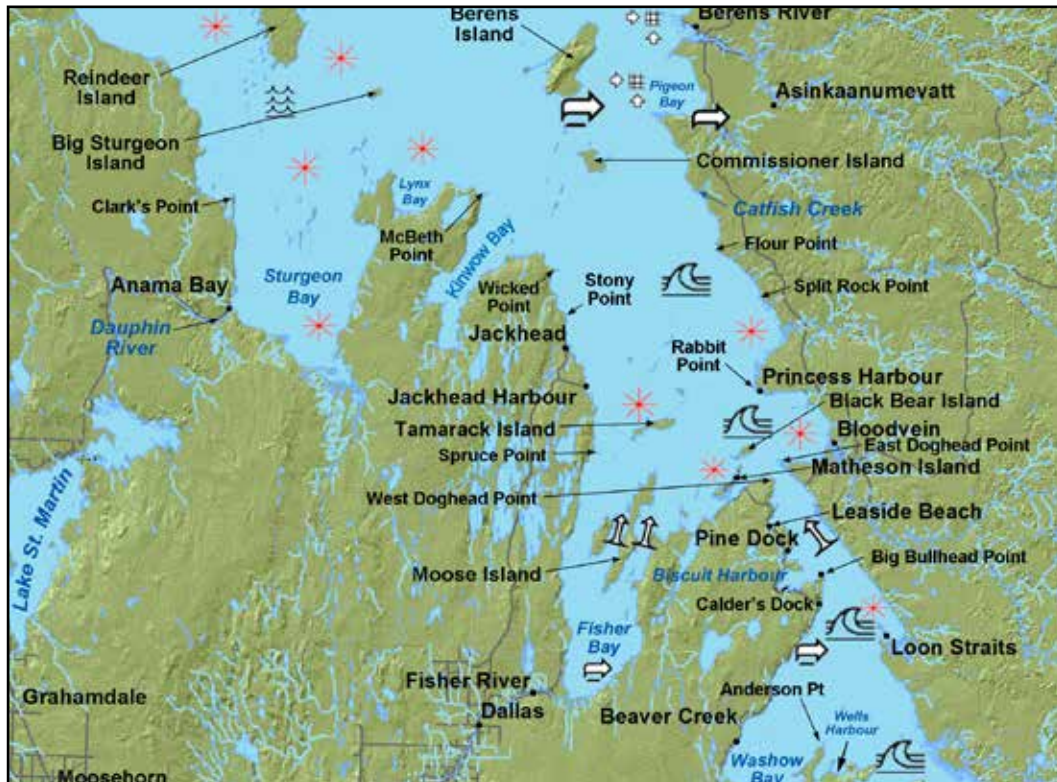 Berens
Island
Berens River
Reindeer
Island
Pigeon
Bay
Asinkaanumevatt
Big Sturgeon
Island
Commissioner Island
Lynx
Bay
Clark's Point
Catfish Creek
McBeth
Point
Kinwow Bay
Flour Point
Sturgeon
Bay
Anama Bay
Wicked
Point
Stony
Point
Split Rock Point
Dauphin
River
Jackhead
Rabbit
Point
Princess Harbour
Jackhead Harbour
Black Bear Island
Tamarack Island
Bloodvein
East Doghead Point
Spruce Point
Matheson Island
West Doghead Point
Lake St. Martin
Leaside Beach
Pine Dock
Big Bullhead Point
Moose Island
Biscuit Harbour
Calder's Dock
Fisher
Bay
Loon Straits
Fisher River
Grahamdale
Anderson Pt
Dallas
Beaver Creek
Wells
Harbour
Washow
Bay
Moosehorn